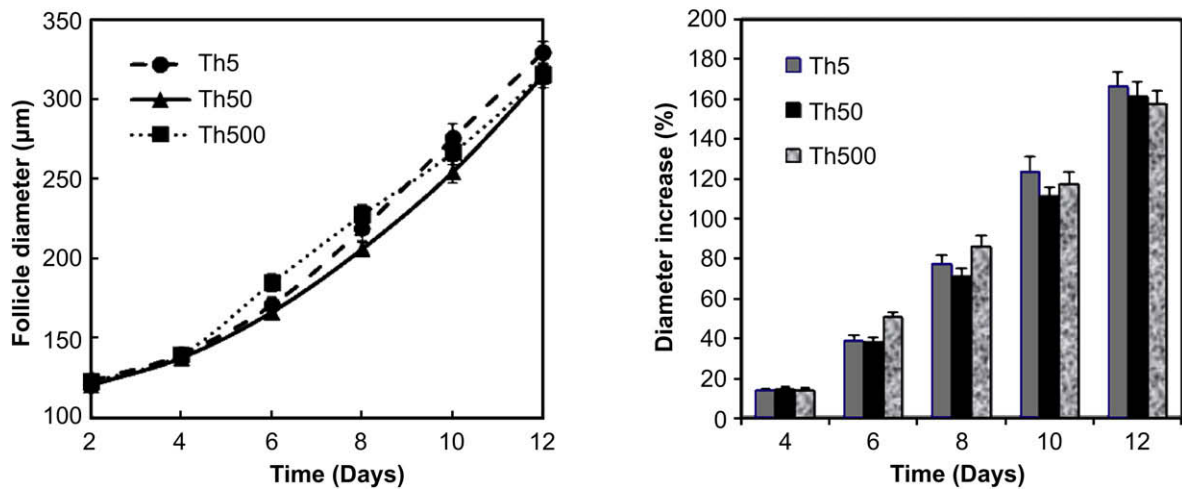 350
300
250
200
150
100
Follicle diameter (µm)
Th5
Th50
Th500
2 4 6 8 10 12
Time (Days)
200
180
160
140
120
100
80
60
40
20
0
Diameter increase (%)
Th5
Th50
Th500
4 6 8 10 12
Time (Days)